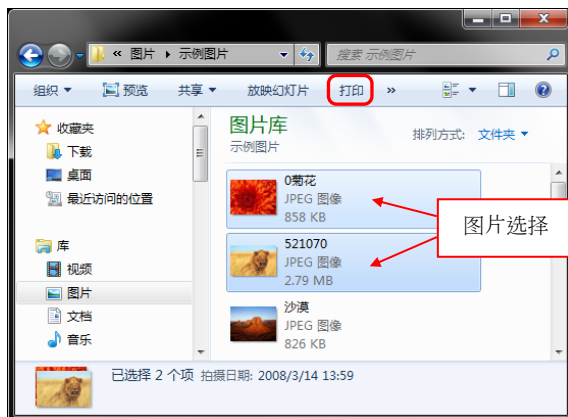 « 图片 ▸ 示例图片
搜索 示例图片
组织 ▼ 预览 共享 ▼ 放映幻灯片 打印 »
收藏夹
下载
桌面
最近访问的位置
库
视频
图片
文档
音乐
图片库
示例图片
排列方式: 文件夹 ▼
0菊花
JPEG 图像
858 KB
521070
JPEG 图像
2.79 MB
沙漠
JPEG 图像
826 KB
图片选择
已选择 2 个项 拍摄日期: 2008/3/14 13:59